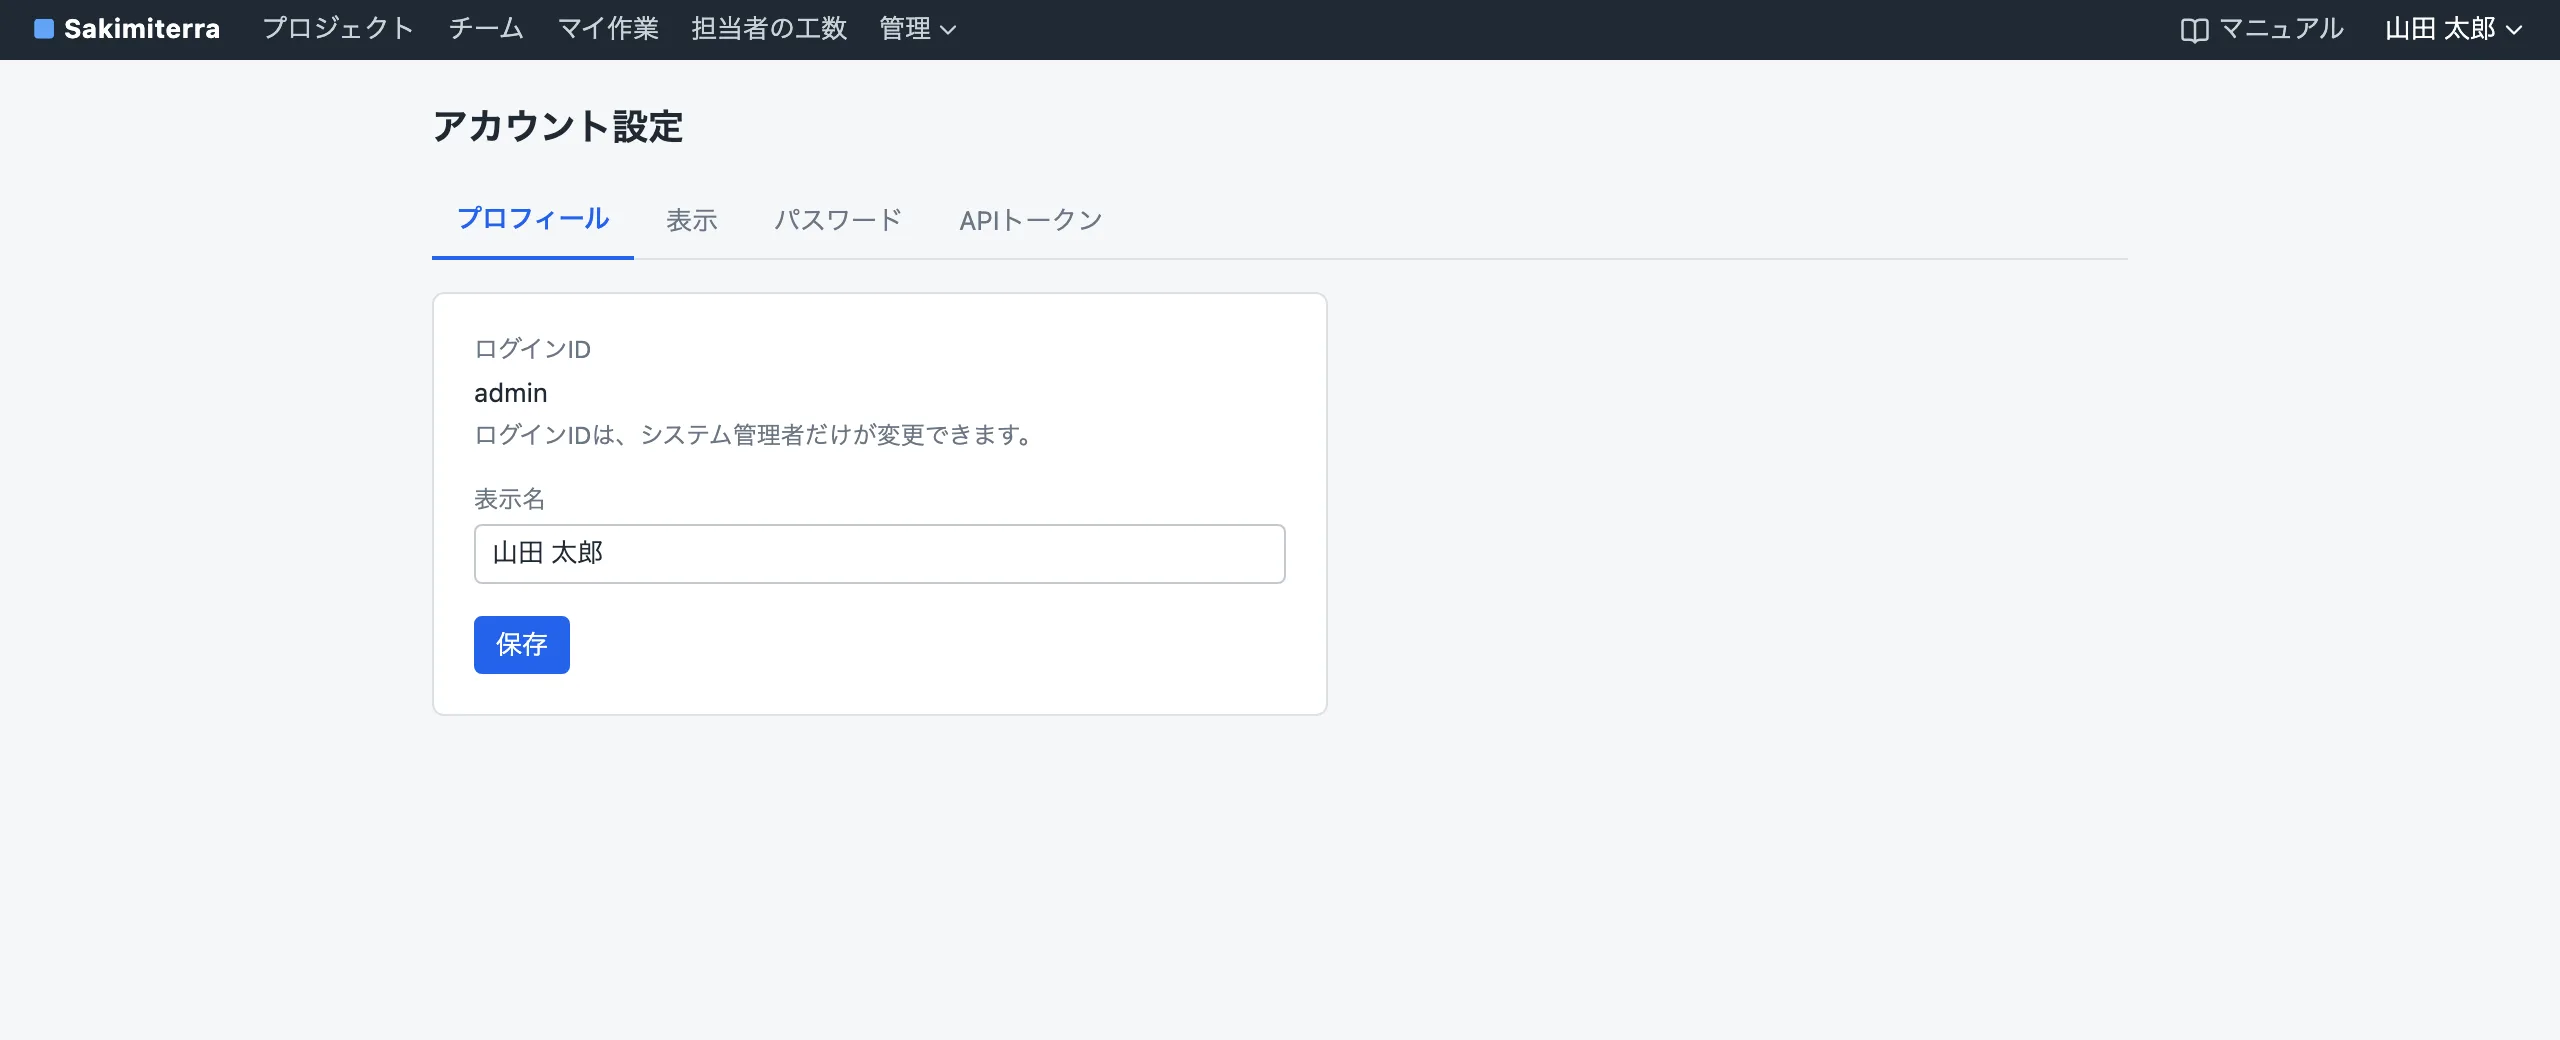 Sakimiterra プロジェクト チーム マイ作業 担当者の工数 管理 マニュアル 山田 太郎
アカウント設定
プロフィール 表示 パスワード APIトークン
ログインID
admin
ログインIDは、システム管理者だけが変更できます。
表示名
山田 太郎
保存